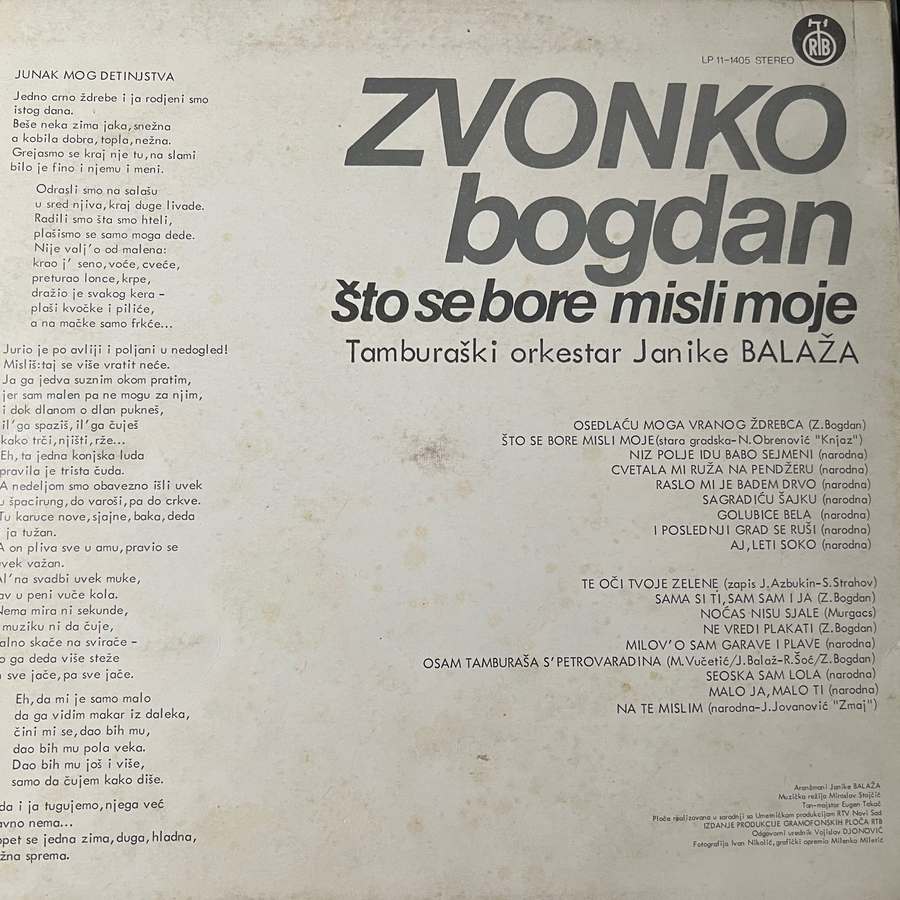 JUNAK MOG DETINJSTVA
Jedno crno ždrebe i ja rodjeni smo
istog dana.
Beše neka zima jaka, snežna
a kobila dobra, topla, nežna.
Grejasmo se kraj nje tu, na slami
bilo je fino i njemu i meni.
Odrasli smo na salašu
u sred njiva, kraj duge livade.
Radili smo šta smo hteli,
plašismo se samo moga dede.
Nije valj'o od malena:
krao j' seno, voće, cveće,
preturao lonce, krpe,
dražio je svakog kera –
plaši kvočke i piliće,
a na mačke samo frkće...
Jurio je po avliji i poljani u nedogled!
Misliš: taj se više vratit neće.
Ja ga jedva suznim okom pratim,
jer sam malen pa ne mogu za njim,
i dok dlanom o dlan pukneš,
il'ga spaziš, il'ga čuješ
kako trči, njišti, rže...
Eh, ta jedna konjska luda
pravila je trista čuda.
A nedeljom smo obavezno išli uvek
u špacirung, do varoši, pa do crkve.
Tu karuce nove, sjajne, baka, deda
i ja tužan.
A on pliva sve u amu, pravio se
uvek važan.
Al'na svadbi uvek muke,
av u peni vuče kola.
Nema mira ni sekunde,
muziku ni da čuje,
alno skače na svirače –
o ga deda više steže
sve jače, pa sve jače.
Eh, da mi je samo malo
da ga vidim makar iz daleka,
čini mi se, dao bih mu,
dao bih mu pola veka.
Dao bih mu još i više,
samo da čujem kako diše.
da i ja tugujemo, njega već
avno nema...
opet se jedna zima, duga, hladna,
žna sprema.
LP 11-1405 STEREO
RTB
ZVONKO
bogdan
što se bore misli moje
Tamburaški orkestar Janike BALAŽA
OSEDLAĆU MOGA VRANOG ŽDREBCA (Z.Bogdan)
ŠTO SE BORE MISLI MOJE (stara gradska–N.Obrenović "Knjaz")
NIZ POLJE IDU BABO SEJMENI (narodna)
CVETALA MI RUŽA NA PENDŽERU (narodna)
RASLO MI JE BADEM DRVO (narodna)
SAGRADIĆU ŠAJKU (narodna)
GOLUBICE BELA (narodna)
I POSLEDNJI GRAD SE RUŠI (narodna)
AJ, LETI SOKO (narodna)
TE OČI TVOJE ZELENE (zapis J.Azbukin–S.Strahov)
SAMA SI TI, SAM SAM I JA (Z.Bogdan)
NOĆAS NISU SJALE (Murgacs)
NE VREDI PLAKATI (Z.Bogdan)
MILOV'O SAM GARAVE I PLAVE (narodna)
OSAM TAMBURAŠA S'PETROVARADINA (M.Vučetić/J.Balaž–R.Šoć/Z.Bogdan)
SEOSKA SAM LOLA (narodna)
MALO JA, MALO TI (narodna)
NA TE MISLIM (narodna–J.Jovanović "Zmaj")
Aranžmani Janike BALAŽA
Muzička režija Miroslav Stojčić
Ton-majstor Eugen Tekač
Ploča realizovana u saradnji sa Umetničkom produkcijom RTV Novi Sad
IZDANJE PRODUKCIJE GRAMOFONSKIH PLOČA RTB
Odgovorni urednik Vojislav DJONOVIĆ
Fotografija Ivan Nikolić, grafički oprema Milenko Miletić